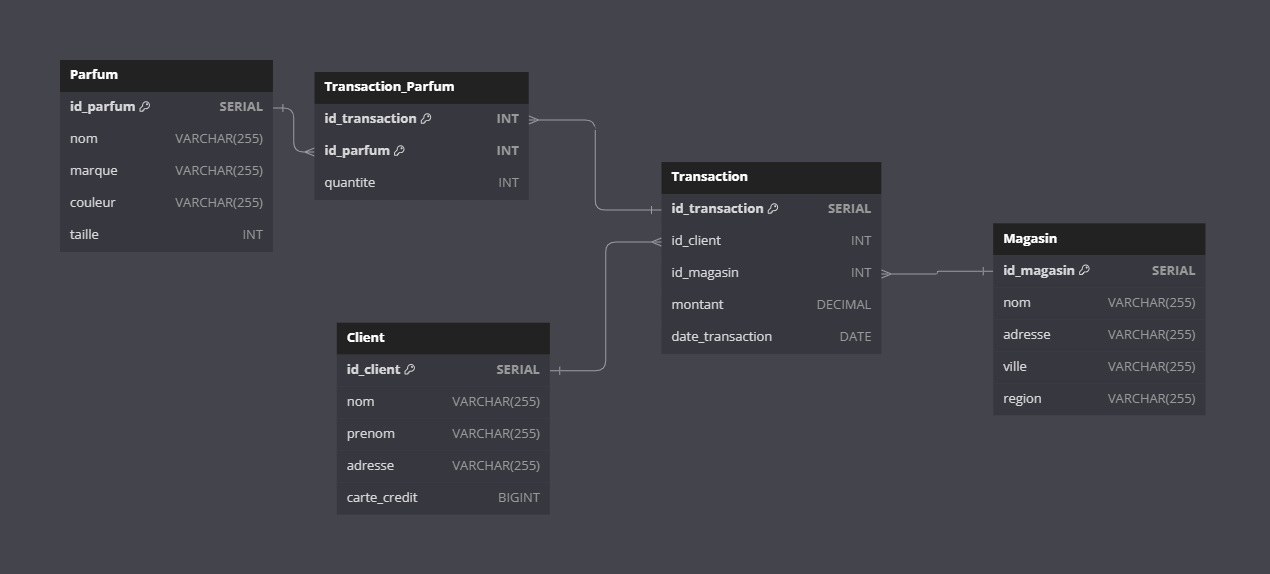 Parfum
id_parfum SERIAL
nom VARCHAR(255)
marque VARCHAR(255)
couleur VARCHAR(255)
taille INT
Transaction_Parfum
id_transaction INT
id_parfum INT
quantite INT
Transaction
id_transaction SERIAL
id_client INT
id_magasin INT
montant DECIMAL
date_transaction DATE
Magasin
id_magasin SERIAL
nom VARCHAR(255)
adresse VARCHAR(255)
ville VARCHAR(255)
region VARCHAR(255)
Client
id_client SERIAL
nom VARCHAR(255)
prenom VARCHAR(255)
adresse VARCHAR(255)
carte_credit BIGINT